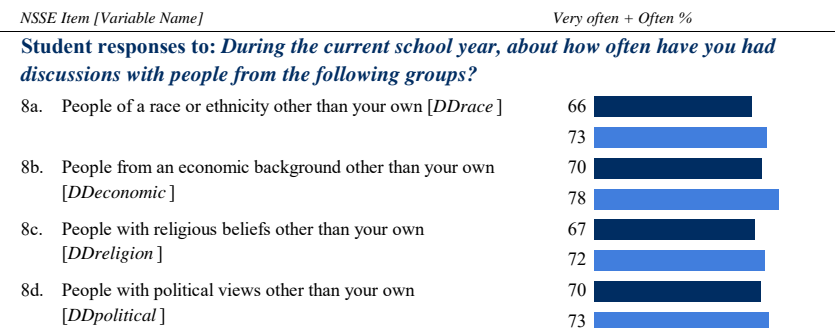 NSSE Item [Variable Name] Very often + Often %
Student responses to: During the current school year, about how often have you had
discussions with people from the following groups?
8a. People of a race or ethnicity other than your own [DDrace ] 66
73
8b. People from an economic background other than your own 70
[DDeconomic ]
78
8c. People with religious beliefs other than your own 67
[DDreligion ]
72
8d. People with political views other than your own 70
[DDpolitical ]
73